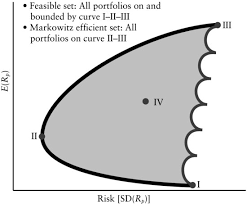 • Feasible set: All portfolios on and
bounded by curve I–II–III
• Markowitz efficient set: All
portfolios on curve II–III
III
E(Rp)
IV
II
I
Risk [SD(Rp)]